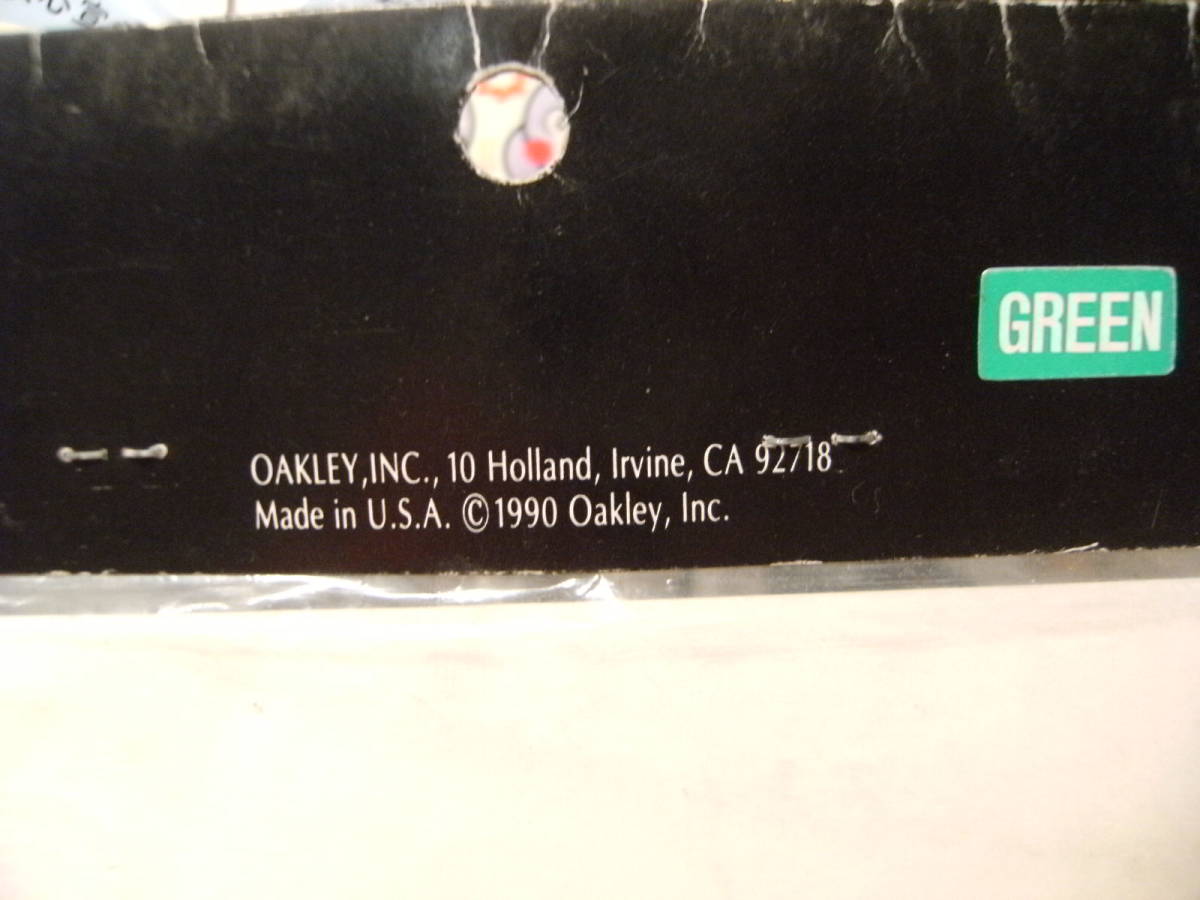 GREEN
OAKLEY,INC., 10 Holland, Irvine, CA 92718
Made in U.S.A. ©1990 Oakley, Inc.